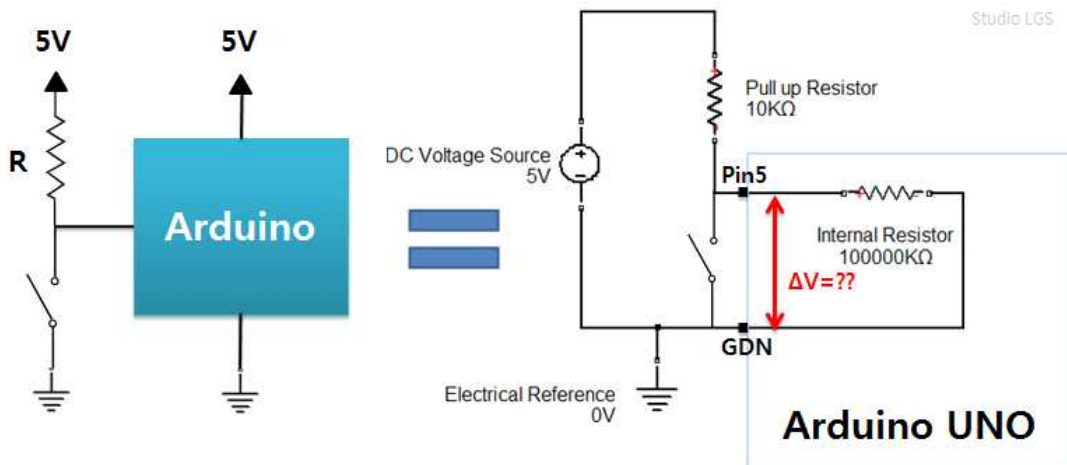 Studio LGS
5V
5V
R
Arduino
Pull up Resistor
10KΩ
DC Voltage Source
5V
Pin5
Internal Resistor
100000KΩ
ΔV=??
GDN
Electrical Reference
0V
Arduino UNO